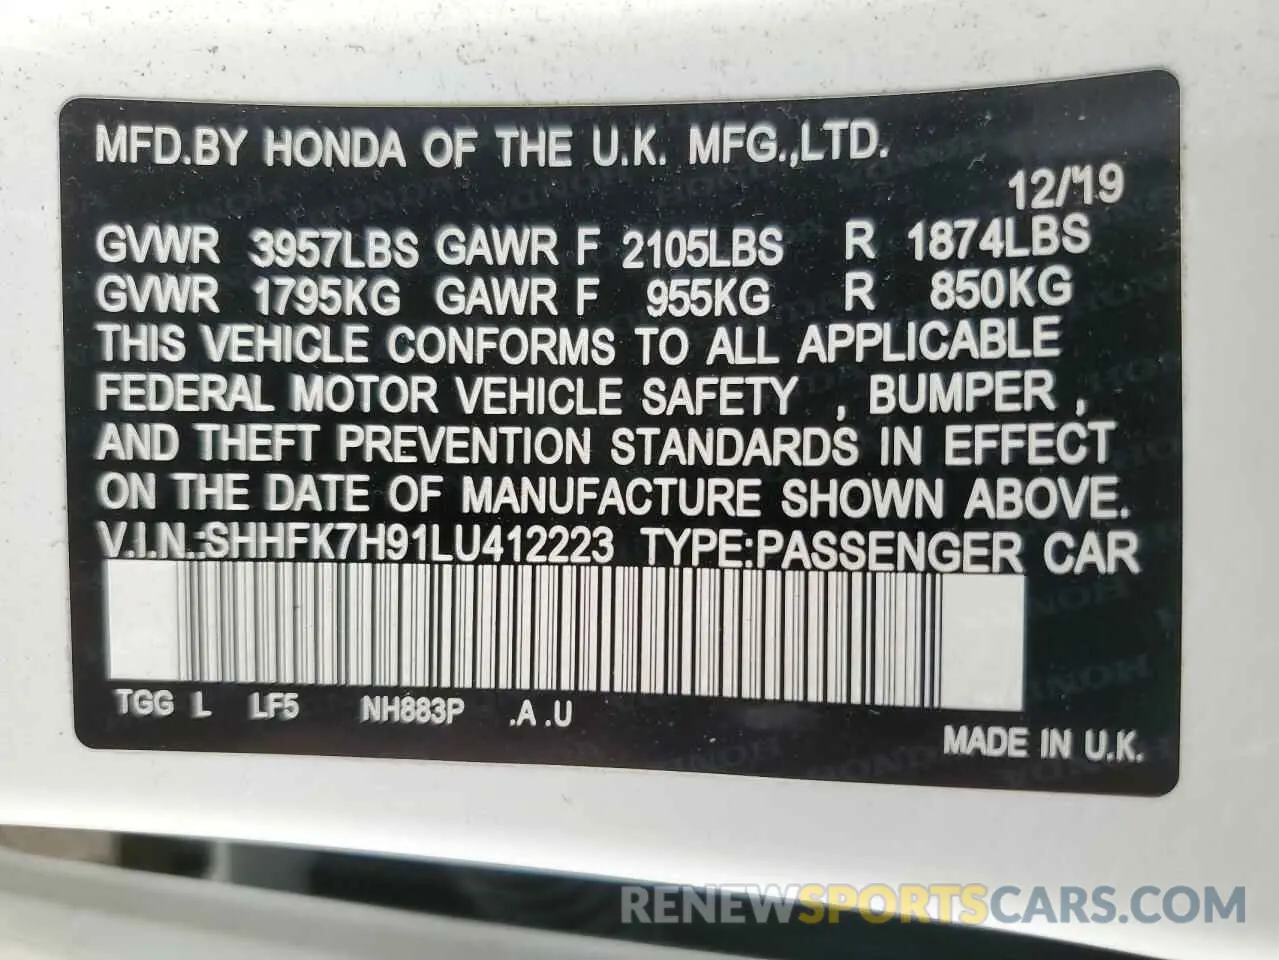 MFD.BY HONDA OF THE U.K. MFG.,LTD.
12/19
GVWR 3957LBS GAWR F 2105LBS R 1874LBS
GVWR 1795KG GAWR F 955KG R 850KG
THIS VEHICLE CONFORMS TO ALL APPLICABLE
FEDERAL MOTOR VEHICLE SAFETY , BUMPER ,
AND THEFT PREVENTION STANDARDS IN EFFECT
ON THE DATE OF MANUFACTURE SHOWN ABOVE.
V.I.N.:SHHFK7H91LU412223 TYPE:PASSENGER CAR
TGG L LF5 NH883P .A .U
MADE IN U.K.
RENEWSPORTSCARS.COM